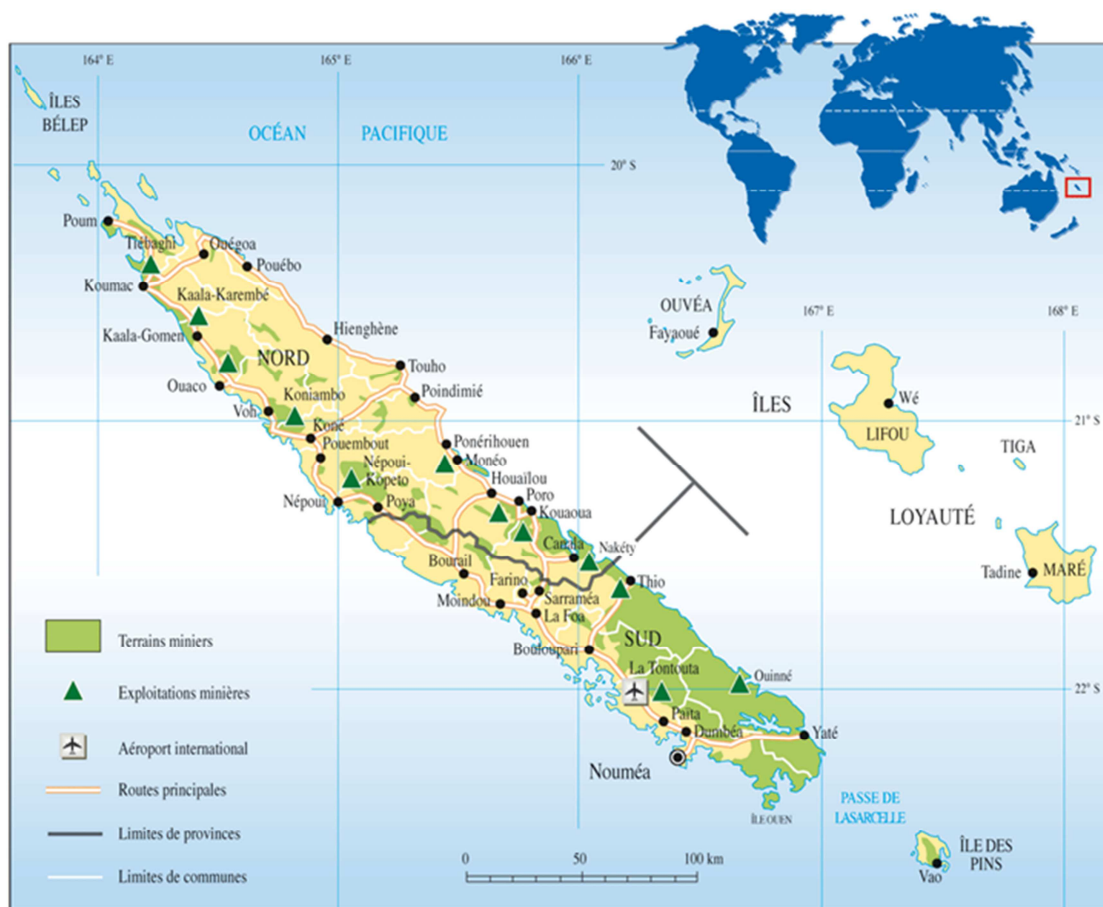 164° E
165° E
166° E
ÎLES
BÉLEP
OCÉAN
PACIFIQUE
20° S
Poum
Tiébaghi
Ouégoa
Pouébo
Koumac
Kaala-Karembé
Kaala-Gomen
Hienghène
NORD
Touho
Ouaco
Koniambo
Poindimié
Voh
Koné
Pouembout
Ponérihouen
Monéo
Népoui-
Kopeto
Houaïlou
Népoui
Poya
Poro
Kouaoua
Canala
Nakéty
Bourail
Farino
Sarraméa
Thio
Moindou
La Foa
SUD
Bouloupari
La Tontouta
Ouinné
Païta
Dumbéa
Yaté
Nouméa
ÎLE OUEN
OUVÉA
Fayaoué
167° E
168° E
ÎLES
Wé
LIFOU
21° S
TIGA
LOYAUTÉ
Tadine
MARÉ
22° S
PASSE DE
LASARCELLE
ÎLE DES
PINS
Vao
Terrains miniers
Exploitations minières
Aéroport international
Routes principales
Limites de provinces
Limites de communes
0
50
100 km